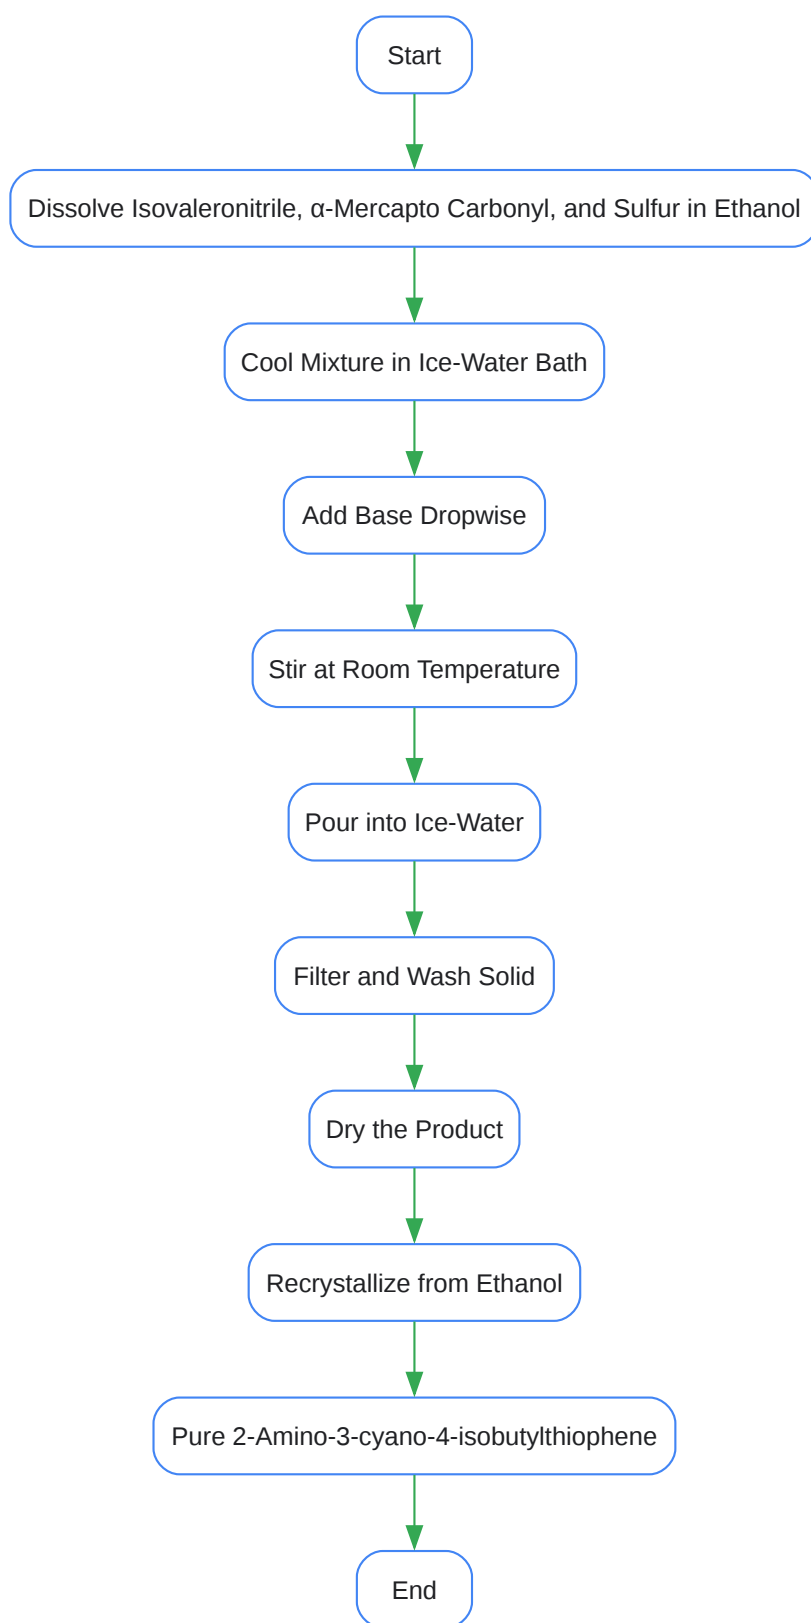 Start
Dissolve Isovaleronitrile, α-Mercapto Carbonyl, and Sulfur in Ethanol
Cool Mixture in Ice-Water Bath
Add Base Dropwise
Stir at Room Temperature
Pour into Ice-Water
Filter and Wash Solid
Dry the Product
Recrystallize from Ethanol
Pure 2-Amino-3-cyano-4-isobutylthiophene
End